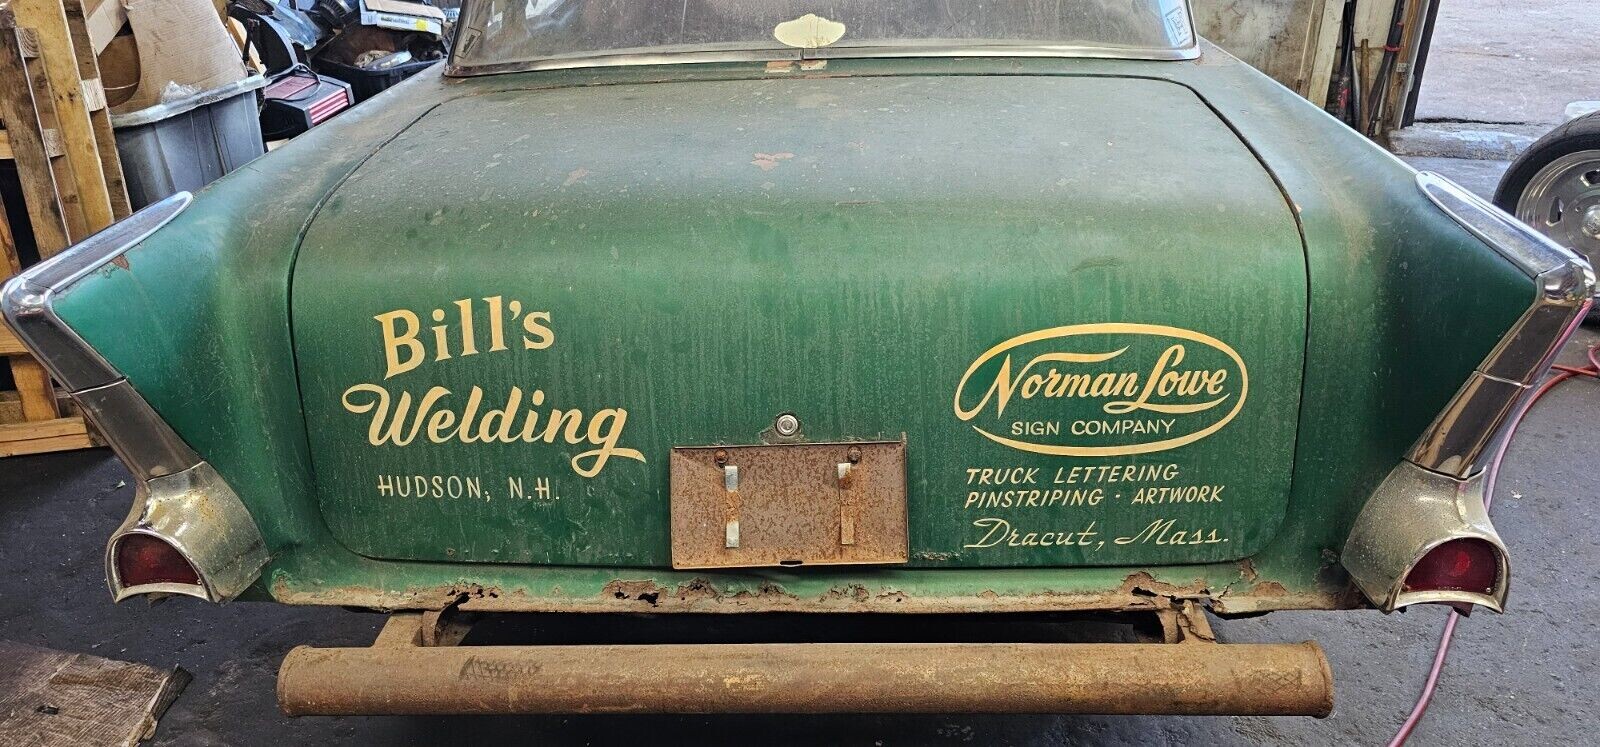 Bill's
Welding
HUDSON, N.H.
Norman Lowe
SIGN COMPANY
TRUCK LETTERING
PINSTRIPING · ARTWORK
Dracut, Mass.